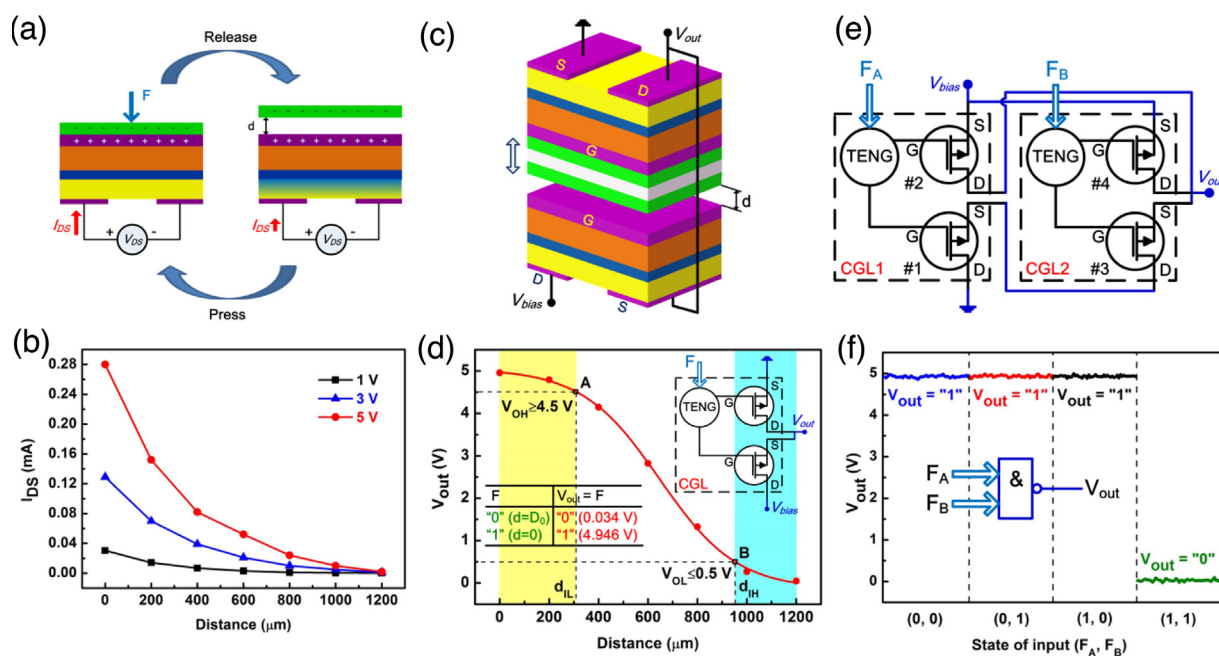 (a)
Release
F
d
- - - - - - - - -
+ + + + + + + + +
+ + + + + + + + +
I_DS
+ V_DS -
I_DS
+ V_DS -
Press
(b)
I_DS (mA)
0.28
0.24
0.20
0.16
0.12
0.08
0.04
0.00
1 V
3 V
5 V
0 200 400 600 800 1000 1200
Distance (μm)
(c)
V_out
S
D
G
d
G
D
V_bias
S
(d)
V_out (V)
5
4
3
2
1
0
A
V_OH≥4.5 V
F V_out = F
"0" (d=D_0) "0" (0.034 V)
"1" (d=0) "1" (4.946 V)
F
TENG
G
S
D
V_out
G
S
D
CGL
V_bias
B
V_OL≤0.5 V
d_IL
d_IH
0 200 400 600 800 1000 1200
Distance (μm)
(e)
F_A
V_bias
F_B
TENG
G
S
#2
D
TENG
G
S
#4
D
V_ou
G
S
CGL1
#1
D
G
S
CGL2
#3
D
(f)
V_out (V)
5
4
3
2
1
0
V_out = "1"
V_out = "1"
V_out = "1"
F_A
F_B
&
V_out
V_out = "0"
(0, 0)
(0, 1)
(1, 0)
(1, 1)
State of input (F_A, F_B)